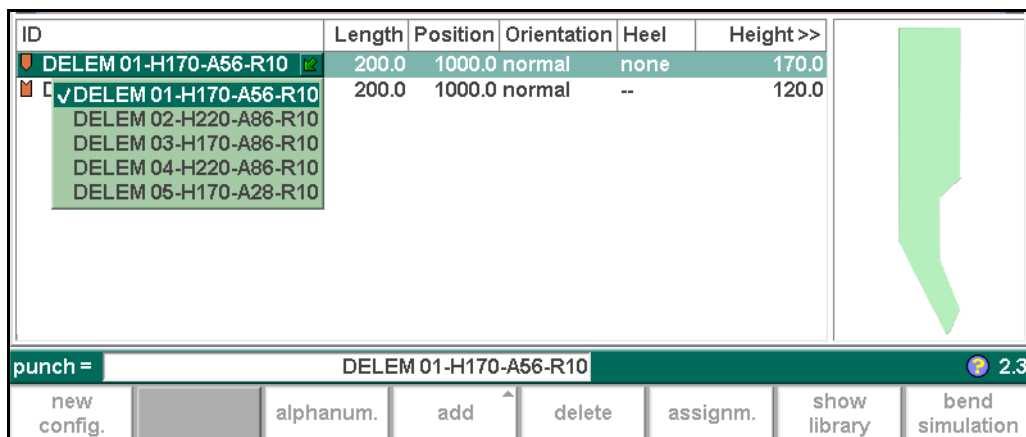 ID Length Position Orientation Heel Height >>
DELEM 01-H170-A56-R10 200.0 1000.0 normal none 170.0
200.0 1000.0 normal -- 120.0
DELEM 01-H170-A56-R10
DELEM 02-H220-A86-R10
DELEM 03-H170-A86-R10
DELEM 04-H220-A86-R10
DELEM 05-H170-A28-R10
punch = DELEM 01-H170-A56-R10 ? 2.3
new config. alphanum. add delete assignm. show library bend simulation